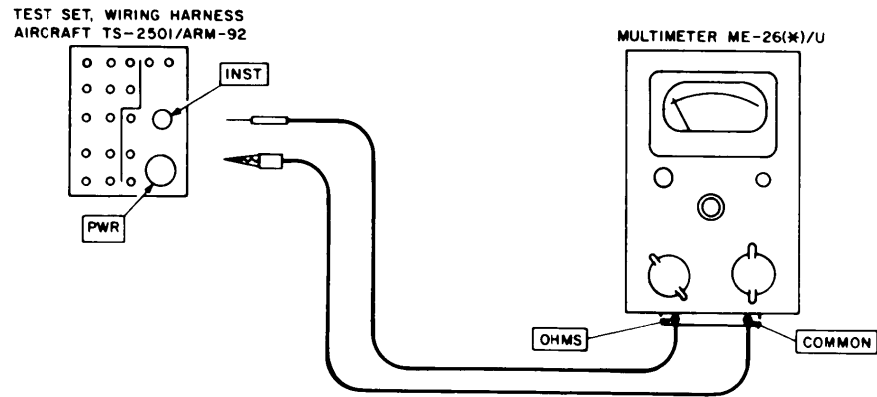 TEST SET, WIRING HARNESS
AIRCRAFT TS-2501/ARM-92
MULTIMETER ME-26(*)/U
INST
PWR
OHMS
COMMON